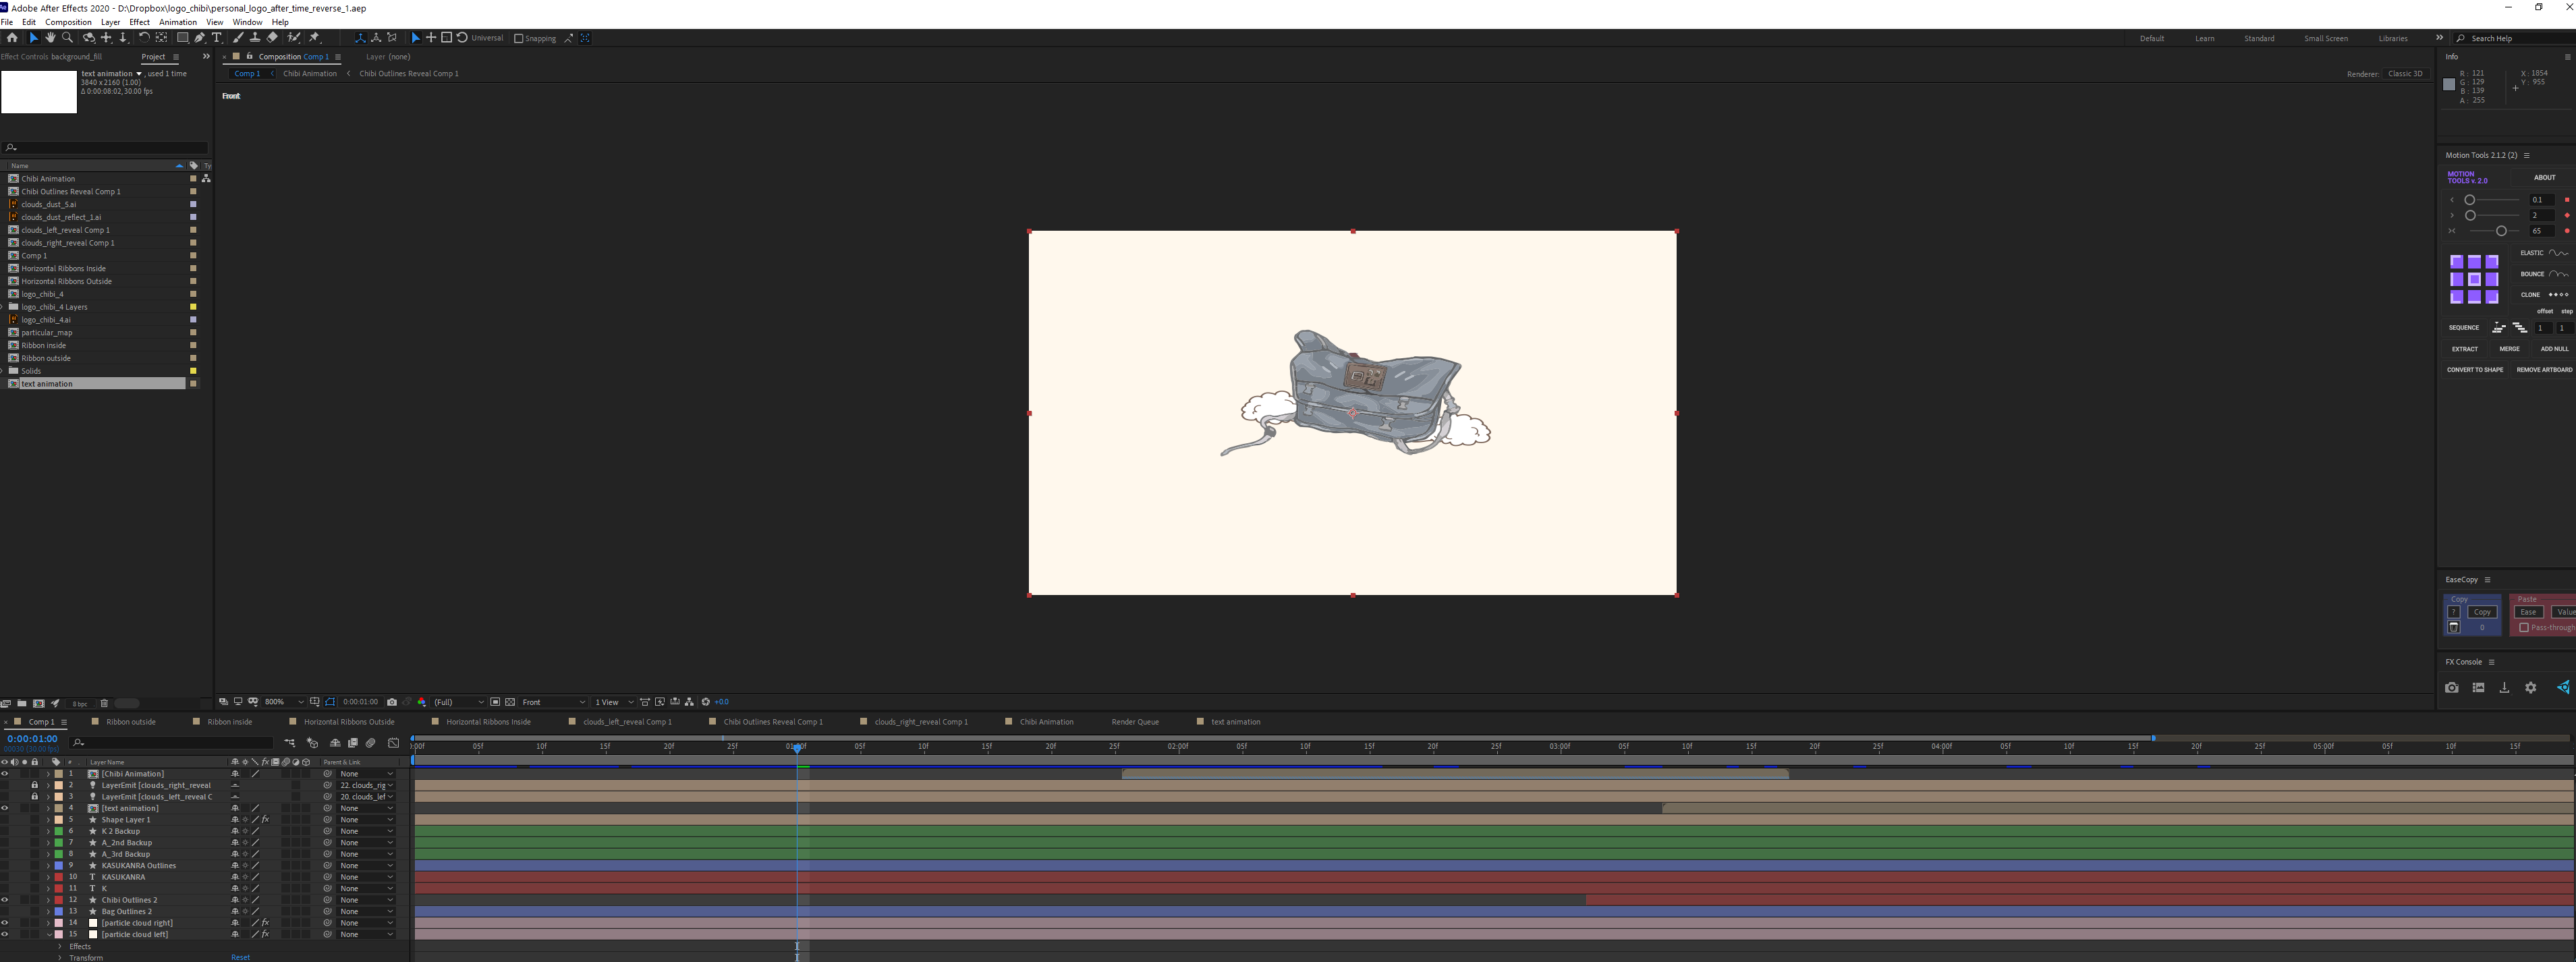 Adobe After Effects 2020 - D:\Dropbox\logo_chibi\personal_logo_after_time_reverse_1.aep
File Edit Composition Layer Effect Animation View Window Help
Universal Snapping Default Learn Standard Small Screen Libraries Search Help
Effect Controls background_fill Project
Composition Comp 1 Layer (none)
Comp 1 Chibi Animation Chibi Outlines Reveal Comp 1
Renderer: Classic 3D
Front
text animation , used 1 time
3840 x 2160 (1.00)
Δ 0:00:08:02, 30.00 fps
Name Ty
Chibi Animation
Chibi Outlines Reveal Comp 1
clouds_dust_5.ai
clouds_dust_reflect_1.ai
clouds_left_reveal Comp 1
clouds_right_reveal Comp 1
Comp 1
Horizontal Ribbons Inside
Horizontal Ribbons Outside
logo_chibi_4
logo_chibi_4 Layers
logo_chibi_4.ai
particular_map
Ribbon inside
Ribbon outside
Solids
text animation
8 bpc
Info
R: 121 X: 1854
G: 129 Y: 955
B: 139
A: 255
Motion Tools 2.1.2 (2)
MOTION
TOOLS v. 2.0
ABOUT
0.1
2
65
ELASTIC
BOUNCE
CLONE
offset step
SEQUENCE 1 1
EXTRACT MERGE ADD NULL
CONVERT TO SHAPE REMOVE ARTBOARD
EaseCopy
Copy Paste
? Copy Ease Value
0 Pass-through
FX Console
800% 0:00:01:00 (Full) Front 1 View +0.0
Comp 1 Ribbon outside Ribbon inside Horizontal Ribbons Outside Horizontal Ribbons Inside clouds_left_reveal Comp 1 Chibi Outlines Reveal Comp 1 clouds_right_reveal Comp 1 Chibi Animation Render Queue text animation
0:00:01:00
00030 (30.00 fps)
:00f 05f 10f 15f 20f 25f 01:00f 05f 10f 15f 20f 25f 02:00f 05f 10f 15f 20f 25f 03:00f 05f 10f 15f 20f 25f 04:00f 05f 10f 15f 20f 25f 05:00f 05f 10f 15f
# Layer Name Parent & Link
1 [Chibi Animation] None
2 LayerEmit [clouds_right_reveal 22. clouds_rig
3 LayerEmit [clouds_left_reveal C 20. clouds_lef
4 [text animation] None
5 Shape Layer 1 fx None
6 K 2 Backup None
7 A_2nd Backup None
8 A_3rd Backup None
9 KASUKANRA Outlines None
10 T KASUKANRA None
11 T K None
12 Chibi Outlines 2 None
13 Bag Outlines 2 None
14 [particle cloud right] fx None
15 [particle cloud left] fx None
Effects
Transform Reset